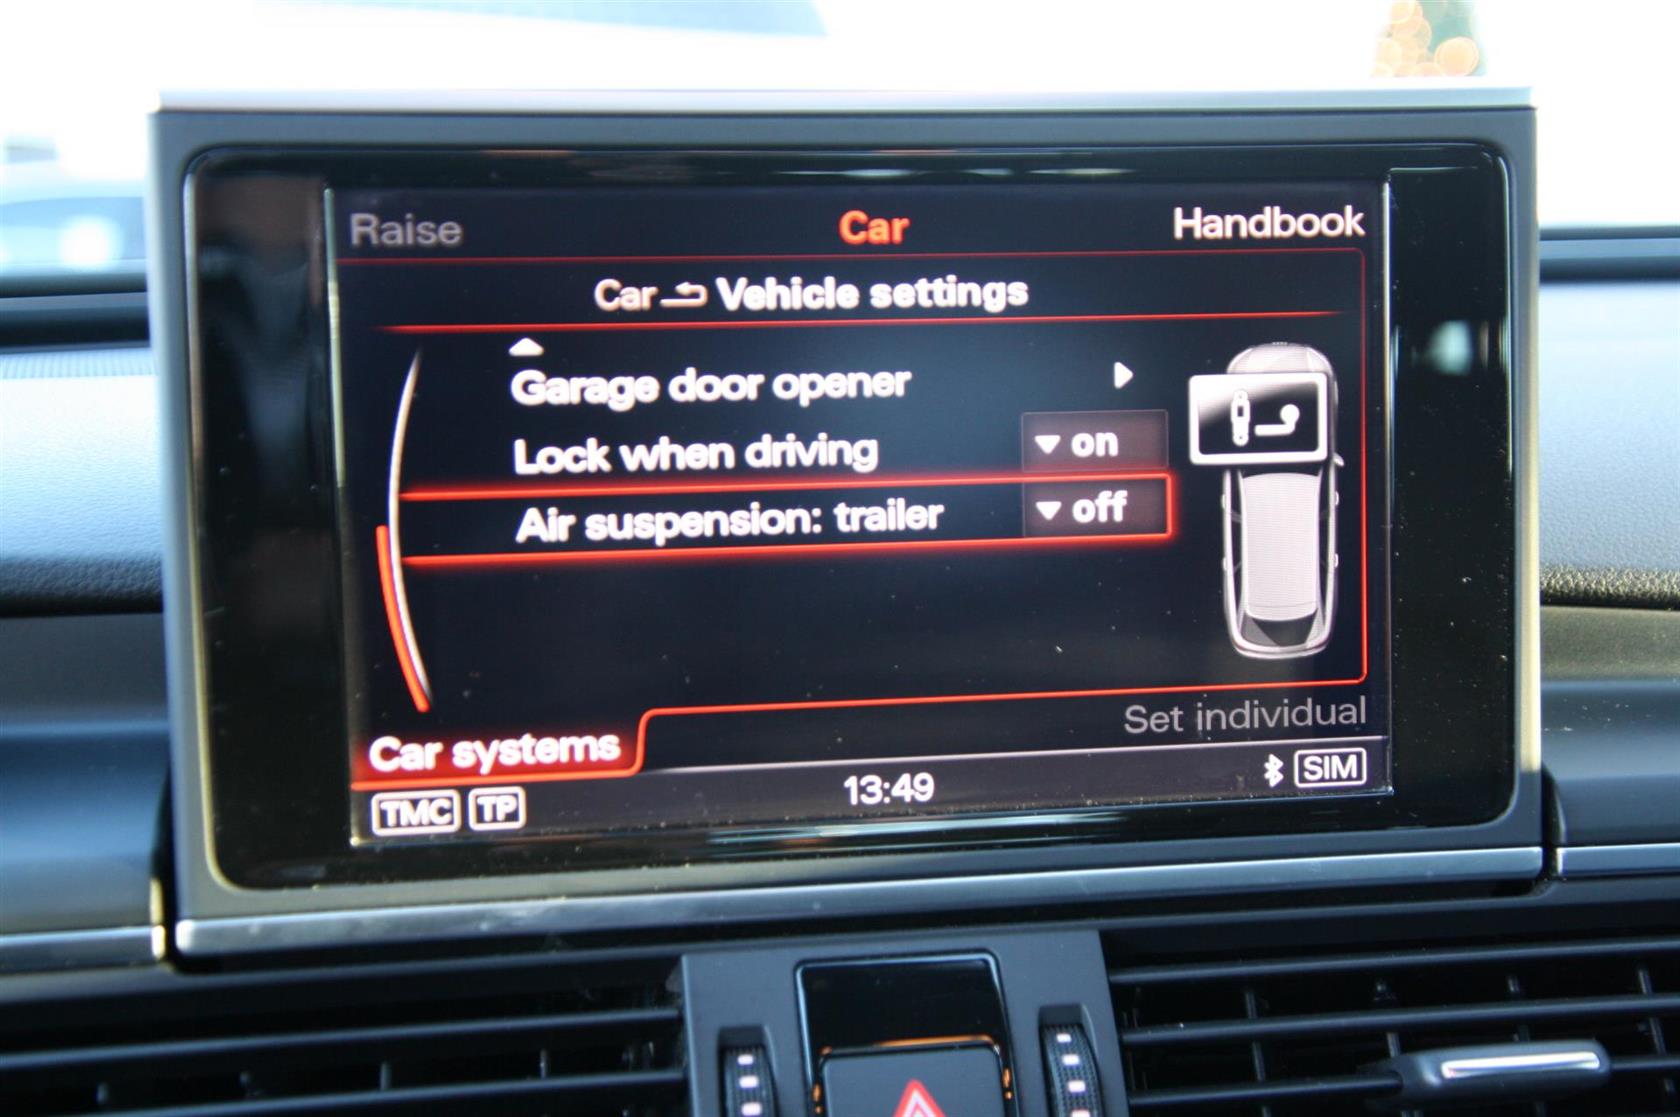 Raise Car Handbook
Car Vehicle settings
Garage door opener
Lock when driving on
Air suspension: trailer off
Set individual
Car systems
TMC TP 13:49 SIM